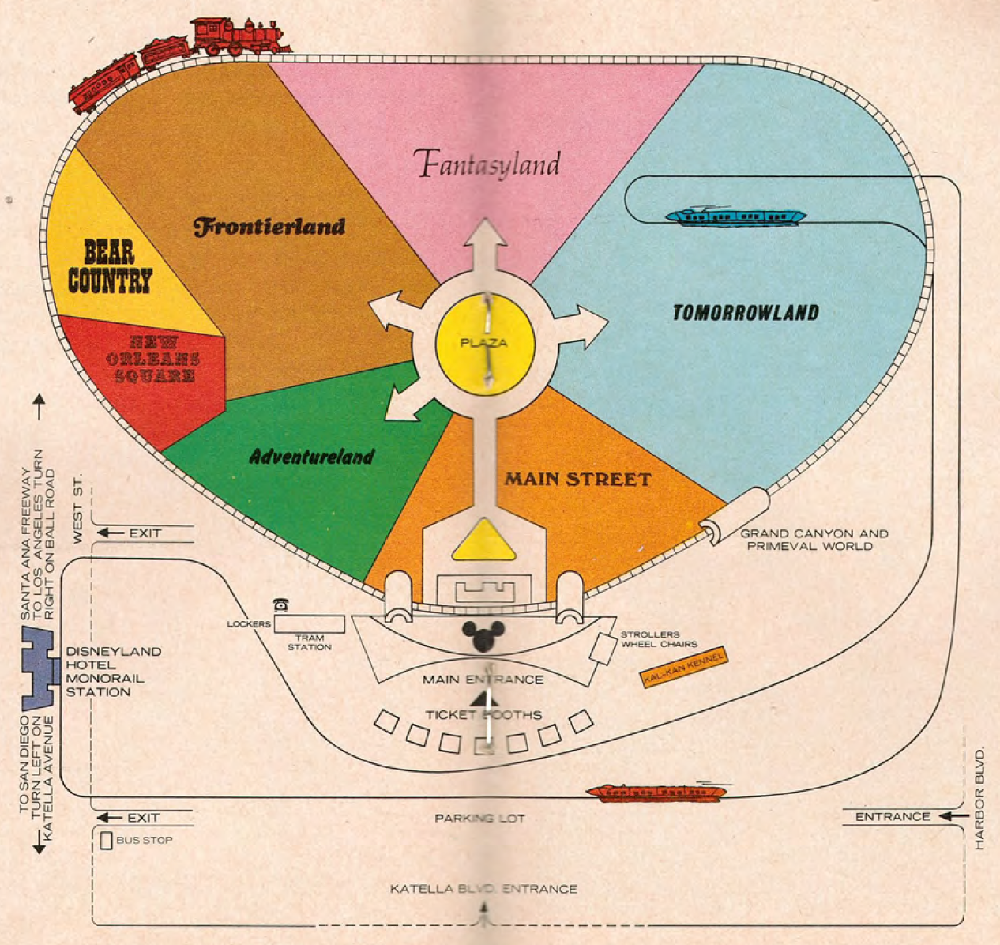 Fantasyland
Frontierland
BEAR
COUNTRY
TOMORROWLAND
PLAZA
NEW
ORLEANS
SQUARE
Adventureland
MAIN STREET
SANTA ANA FREEWAY
TO LOS ANGELES TURN
RIGHT ON BALL ROAD
WEST ST.
EXIT
GRAND CANYON AND
PRIMEVAL WORLD
LOCKERS
TRAM
STATION
STROLLERS
WHEEL CHAIRS
KAL-KAN KENNEL
DISNEYLAND
HOTEL
MONORAIL
STATION
MAIN ENTRANCE
TICKET BOOTHS
TO SAN DIEGO
TURN LEFT ON
KATELLA AVENUE
EXIT
PARKING LOT
ENTRANCE
HARBOR BLVD.
BUS STOP
KATELLA BLVD. ENTRANCE